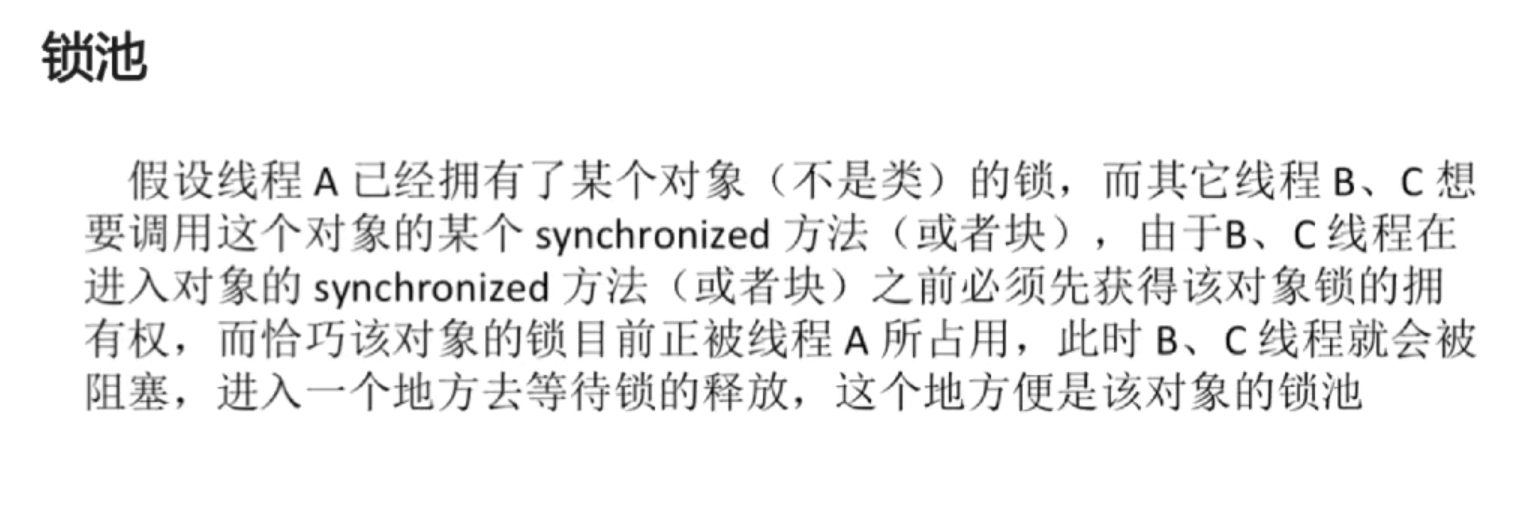 锁池
假设线程 A 已经拥有了某个对象（不是类）的锁，而其它线程 B、C 想
要调用这个对象的某个 synchronized 方法（或者块），由于B、C 线程在
进入对象的 synchronized 方法（或者块）之前必须先获得该对象锁的拥
有权，而恰巧该对象的锁目前正被线程 A 所占用，此时 B、C 线程就会被
阻塞，进入一个地方去等待锁的释放，这个地方便是该对象的锁池